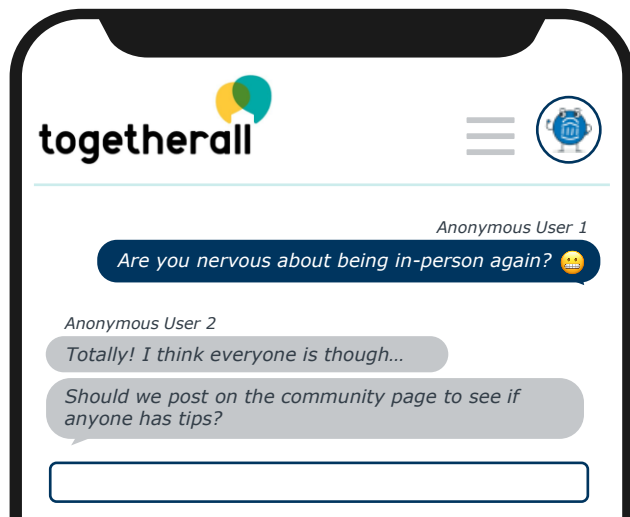 togetherall
Anonymous User 1
Are you nervous about being in-person again? 😬
Anonymous User 2
Totally! I think everyone is though...
Should we post on the community page to see if
anyone has tips?